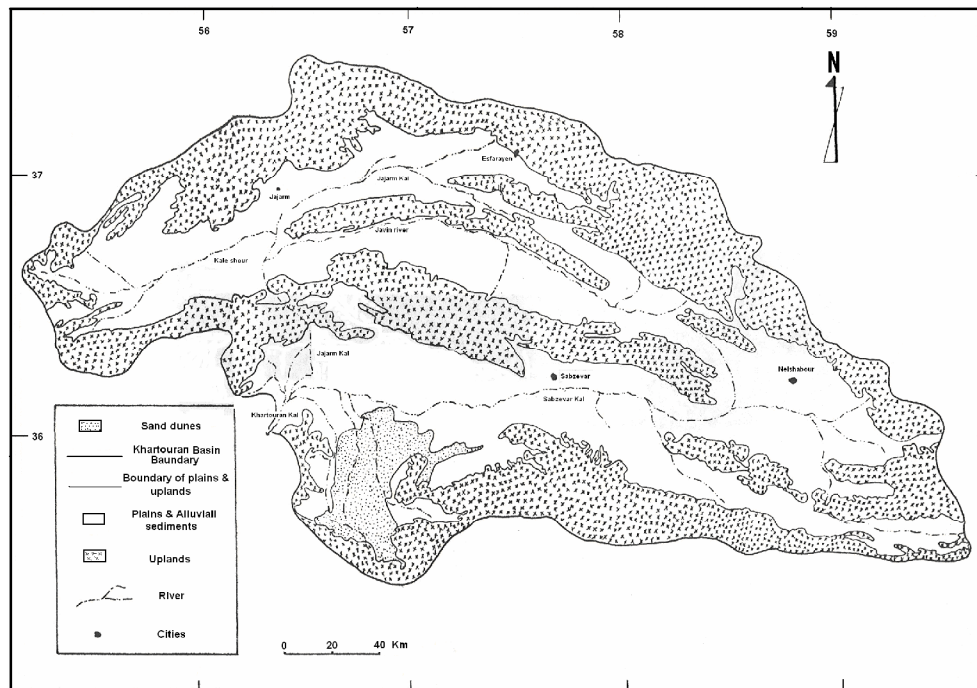 56
57
58
59
N
37
Esfarayen
Jajarm Kal
Jajarm
Javin river
Kale shour
Jajarm Kal
Sabzevar
Neishabour
Sabzevar Kal
Khartouran Kal
36
Sand dunes
Khartouran Basin
Baundary
Boundary of plains &
uplands
Plains & Alluviall
sediments
Uplands
River
Cities
0 20 40 Km